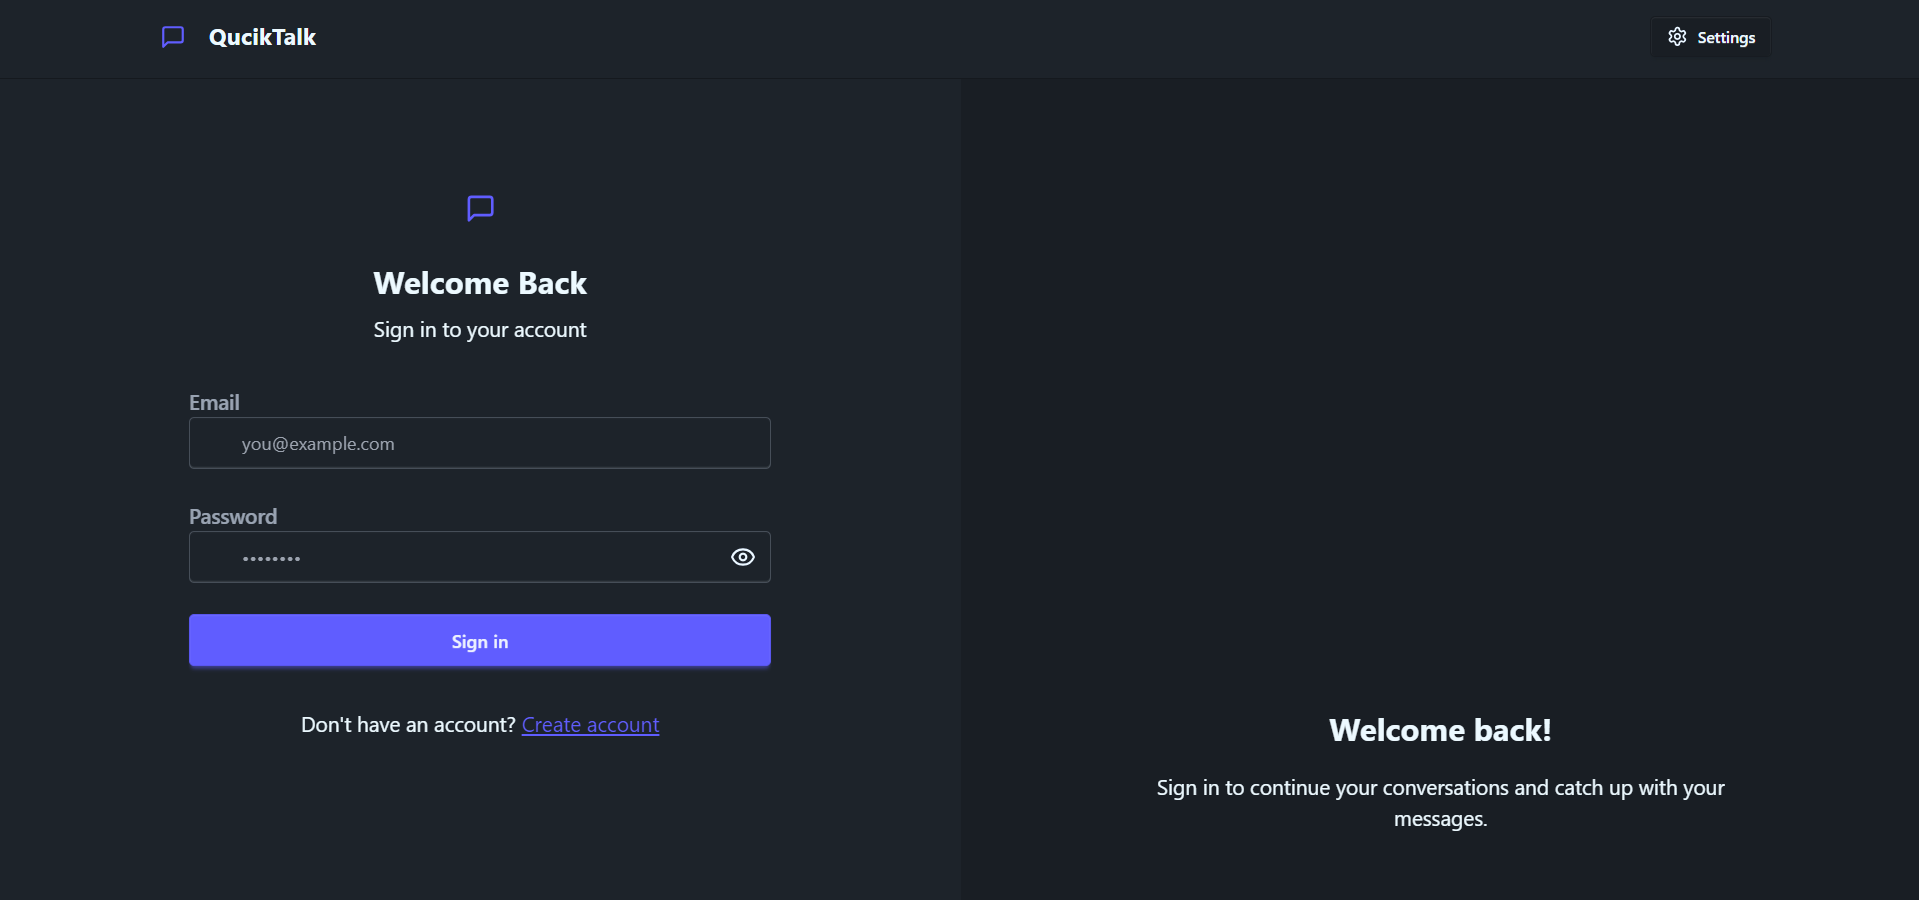 QucikTalk
Settings
Welcome Back
Sign in to your account
Email
you@example.com
Password
••••••••
Sign in
Don't have an account? Create account
Welcome back!
Sign in to continue your conversations and catch up with your
messages.